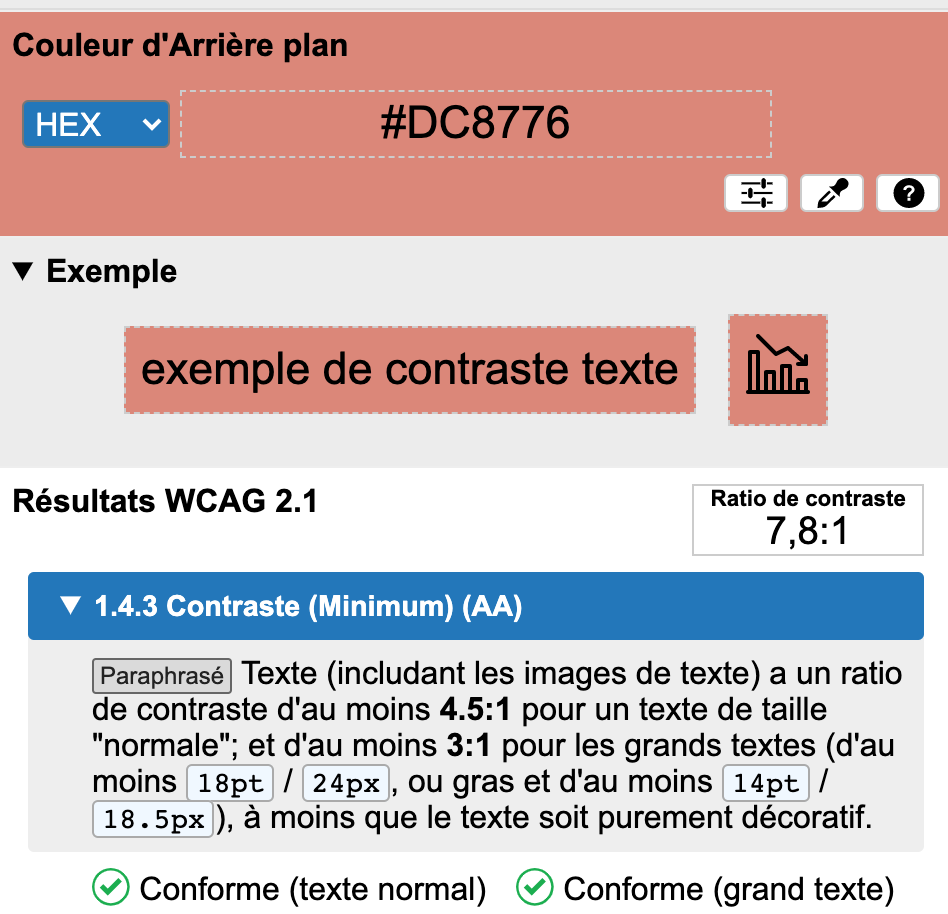 Couleur d'Arrière plan
HEX
#DC8776
?
▼ Exemple
exemple de contraste texte
Résultats WCAG 2.1
Ratio de contraste
7,8:1
▼ 1.4.3 Contraste (Minimum) (AA)
Paraphrasé Texte (includant les images de texte) a un ratio
de contraste d'au moins 4.5:1 pour un texte de taille
"normale"; et d'au moins 3:1 pour les grands textes (d'au
moins 18pt / 24px, ou gras et d'au moins 14pt /
18.5px), à moins que le texte soit purement décoratif.
Conforme (texte normal) Conforme (grand texte)